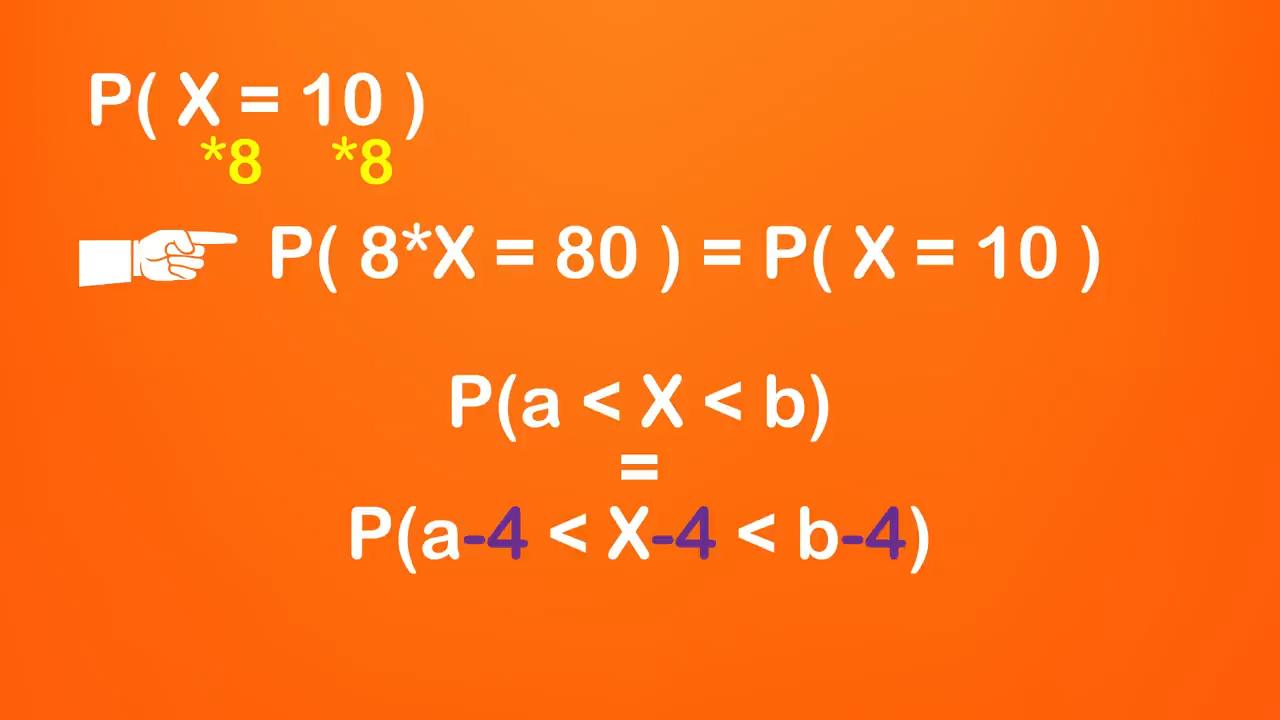 P( X = 10 )
*8 *8
P( 8*X = 80 ) = P( X = 10 )
P(a < X < b)
=
P(a-4 < X-4 < b-4)